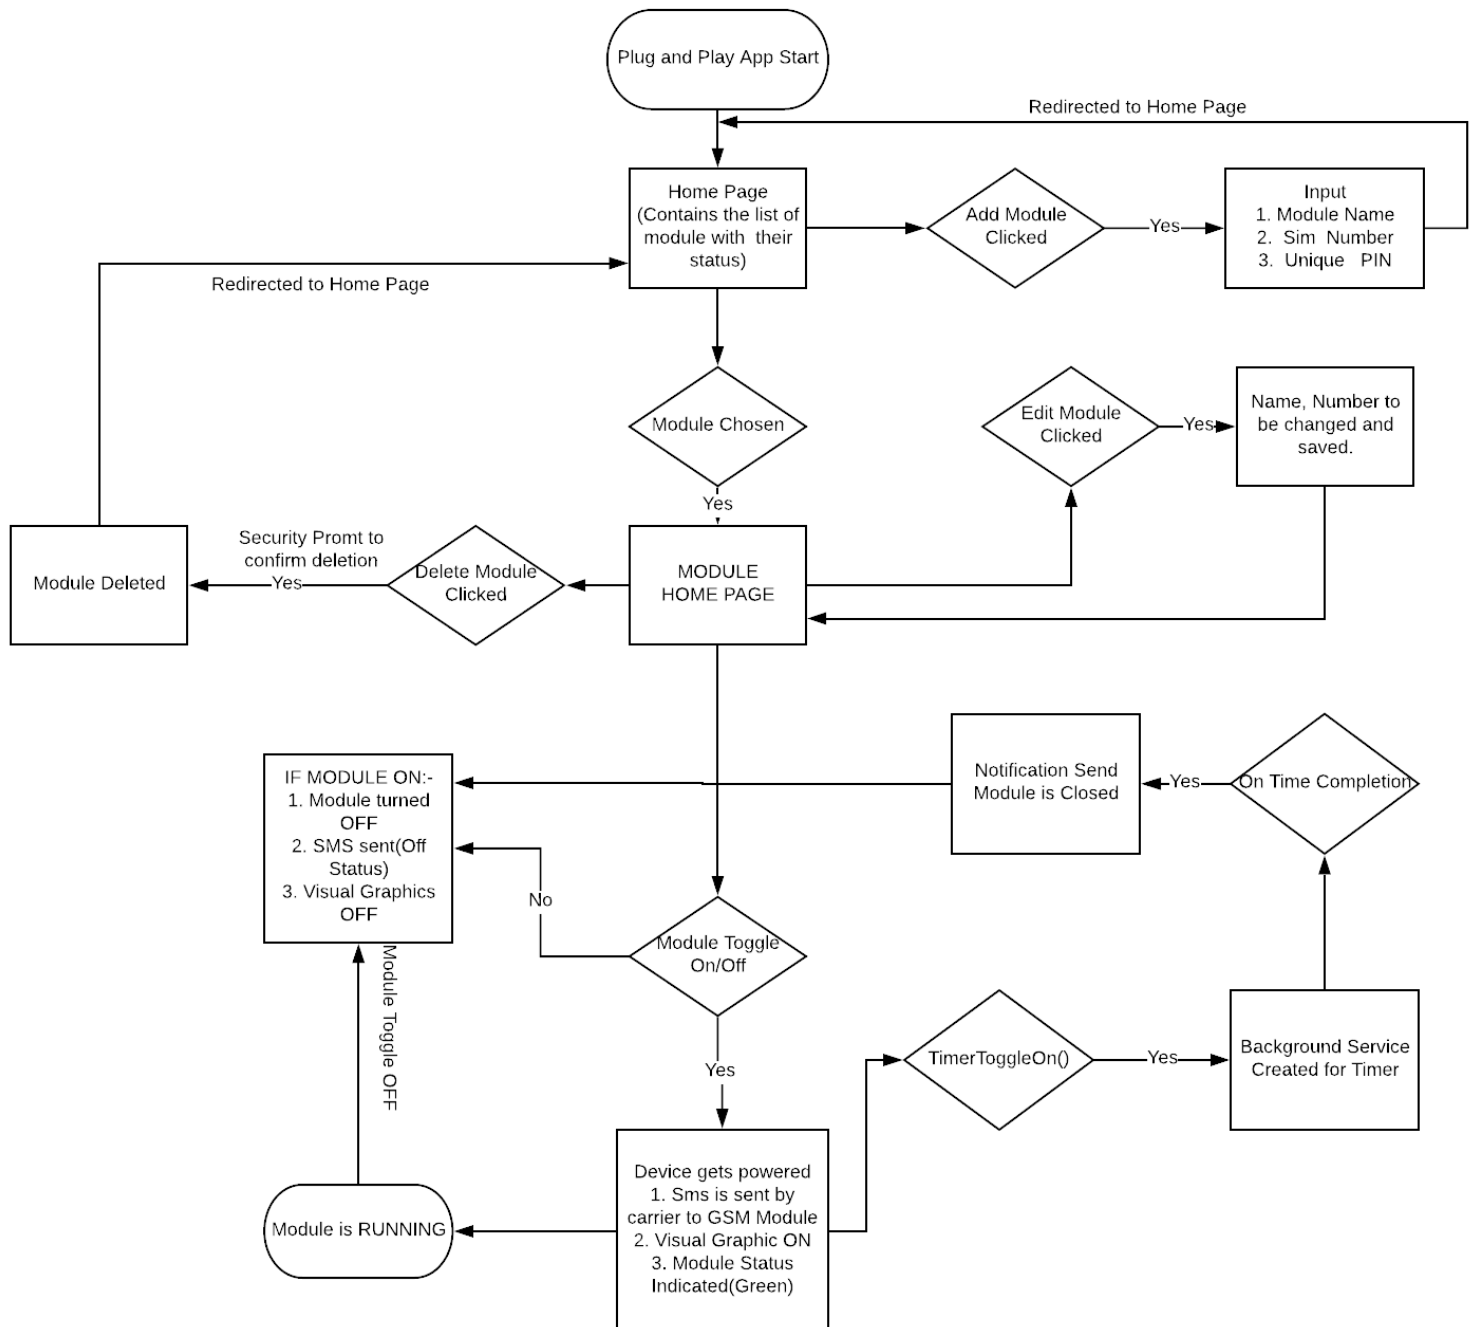 Plug and Play App Start
Redirected to Home Page
Home Page
(Contains the list of
module with their
status)
Add Module
Clicked
Yes
Input
1. Module Name
2. Sim Number
3. Unique PIN
Redirected to Home Page
Module Chosen
Edit Module
Clicked
Yes
Name, Number to
be changed and
saved.
Yes
Security Promt to
confirm deletion
Module Deleted
Yes
Delete Module
Clicked
MODULE
HOME PAGE
IF MODULE ON:-
1. Module turned
OFF
2. SMS sent(Off
Status)
3. Visual Graphics
OFF
Notification Send
Module is Closed
Yes
On Time Completion
No
Module Toggle
On/Off
Module Toggle OFF
Yes
TimerToggleOn()
Yes
Background Service
Created for Timer
Module is RUNNING
Device gets powered
1. Sms is sent by
carrier to GSM Module
2. Visual Graphic ON
3. Module Status
Indicated(Green)